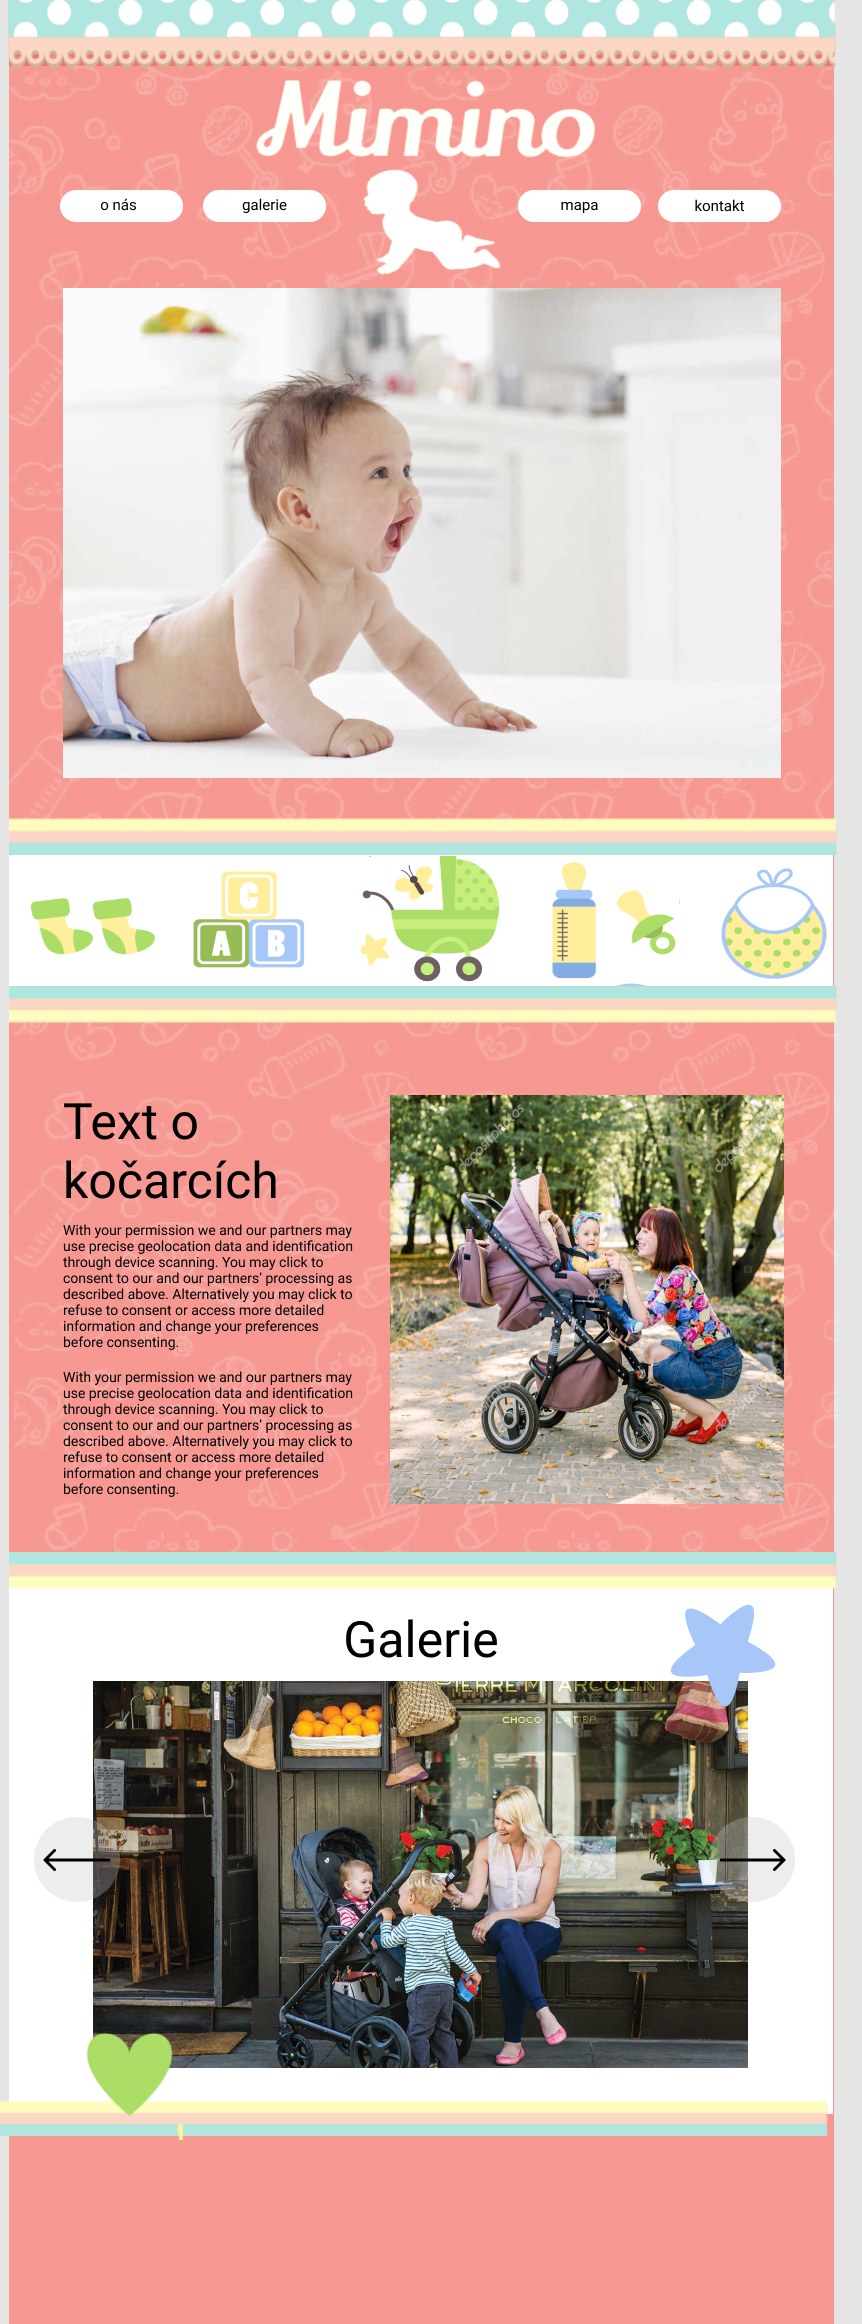 Mimino
o nás
galerie
mapa
kontakt
C
A B
Text o
kočarcích
With your permission we and our partners may
use precise geolocation data and identification
through device scanning. You may click to
consent to our and our partners’ processing as
described above. Alternatively you may click to
refuse to consent or access more detailed
information and change your preferences
before consenting.
With your permission we and our partners may
use precise geolocation data and identification
through device scanning. You may click to
consent to our and our partners’ processing as
described above. Alternatively you may click to
refuse to consent or access more detailed
information and change your preferences
before consenting.
depositphotos
Galerie
CHOCOLATIER